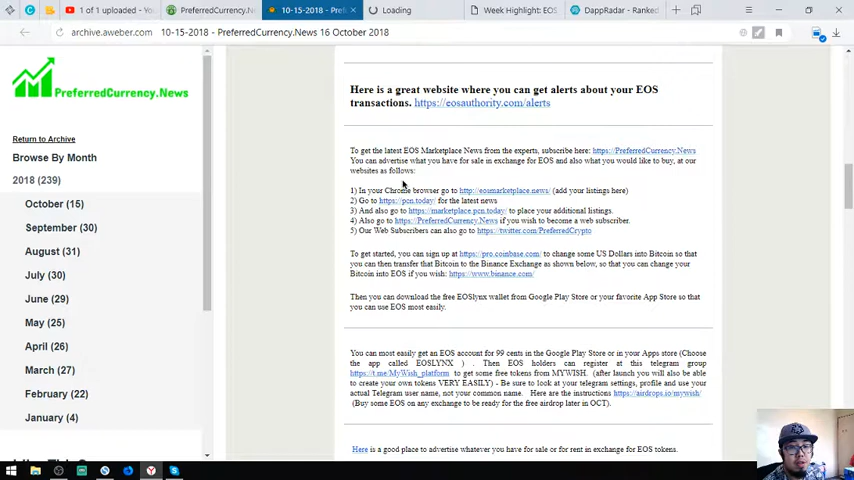 1 of 1 uploaded - Yo
PreferredCurrency.N
10-15-2018 - Prefe
Loading
Week Highlight: EOS
DappRadar - Ranked
archive.aweber.com 10-15-2018 - PreferredCurrency.News 16 October 2018
PreferredCurrency.News
Return to Archive
Browse By Month
2018 (239)
October (15)
September (30)
August (31)
July (30)
June (29)
May (25)
April (26)
March (27)
February (22)
January (4)
Here is a great website where you can get alerts about your EOS
transactions. https://eosauthority.com/alerts
To get the latest EOS Marketplace News from the experts, subscribe here: https://PreferredCurrency.News
You can advertise what you have for sale in exchange for EOS and also what you would like to buy, at our
websites as follows:
1) In your Chrome browser go to http://eosmarketplace.news/ (add your listings here)
2) Go to https://pcn.today/ for the latest news
3) And also go to https://marketplace.pcn.today/ to place your additional listings.
4) Also go to https://PreferredCurrency.News if you wish to become a web subscriber.
5) Our Web Subscribers can also go to https://twitter.com/PreferredCrypto
To get started, you can sign up at https://pro.coinbase.com/ to change some US Dollars into Bitcoin so that
you can then transfer that Bitcoin to the Binance Exchange as shown below, so that you can change your
Bitcoin into EOS if you wish: https://www.binance.com/
Then you can download the free EOSlynx wallet from Google Play Store or your favorite App Store so that
you can use EOS most easily.
You can most easily get an EOS account for 99 cents in the Google Play Store or in your Apps store (Choose
the app called EOSLYNX ) . Then EOS holders can register at this telegram group
https://t.me/MyWish_platform to get some free tokens from MYWISH. (after launch you will also be able
to create your own tokens VERY EASILY) - Be sure to look at your telegram settings, profile and use your
actual Telegram user name, not your common name. Here are the instructions https://airdrops.io/mywish/
(Buy some EOS on any exchange to be ready for the free airdrop later in OCT).
Here is a good place to advertise whatever you have for sale or for rent in exchange for EOS tokens.